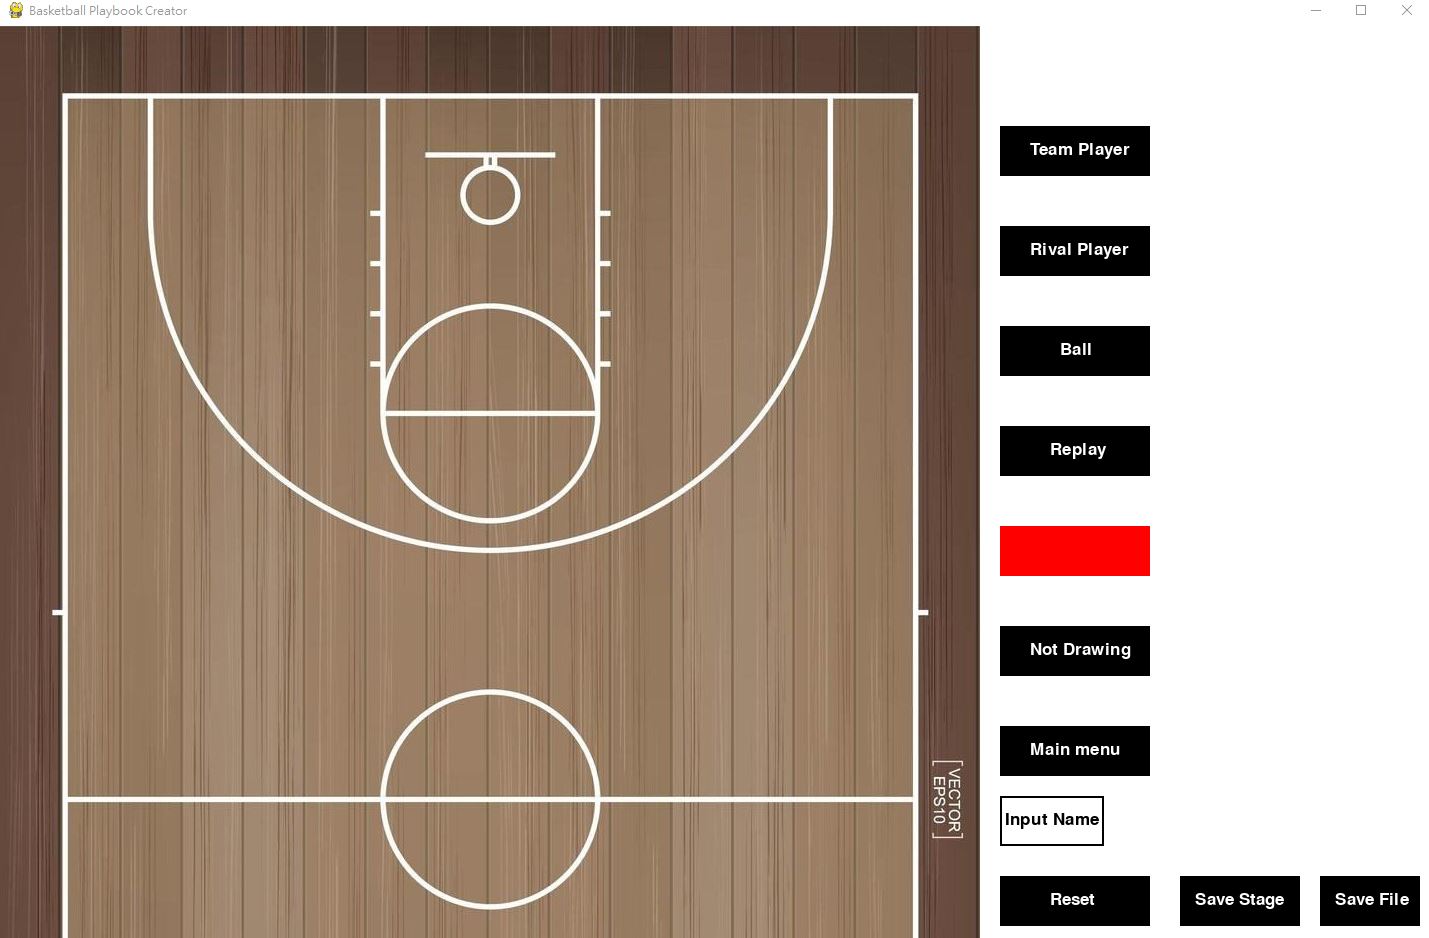 Basketball Playbook Creator
Team Player
Rival Player
Ball
Replay
Not Drawing
Main menu
[VECTOR
EPS10]
Input Name
Reset
Save Stage
Save File